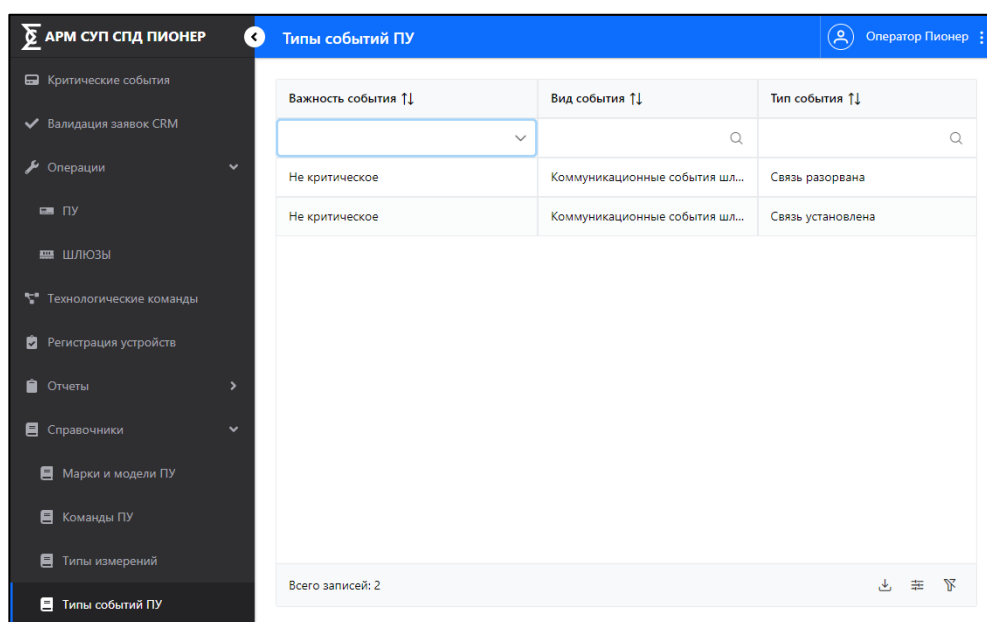 АРМ СУП СПД ПИОНЕР
Типы событий ПУ
Оператор Пионер
Критические события
Валидация заявок CRM
Операции
ПУ
ШЛЮЗЫ
Технологические команды
Регистрация устройств
Отчеты
Справочники
Марки и модели ПУ
Команды ПУ
Типы измерений
Типы событий ПУ
Важность события Вид события Тип события
Не критическое Коммуникационные события шл... Связь разорвана
Не критическое Коммуникационные события шл... Связь установлена
Всего записей: 2